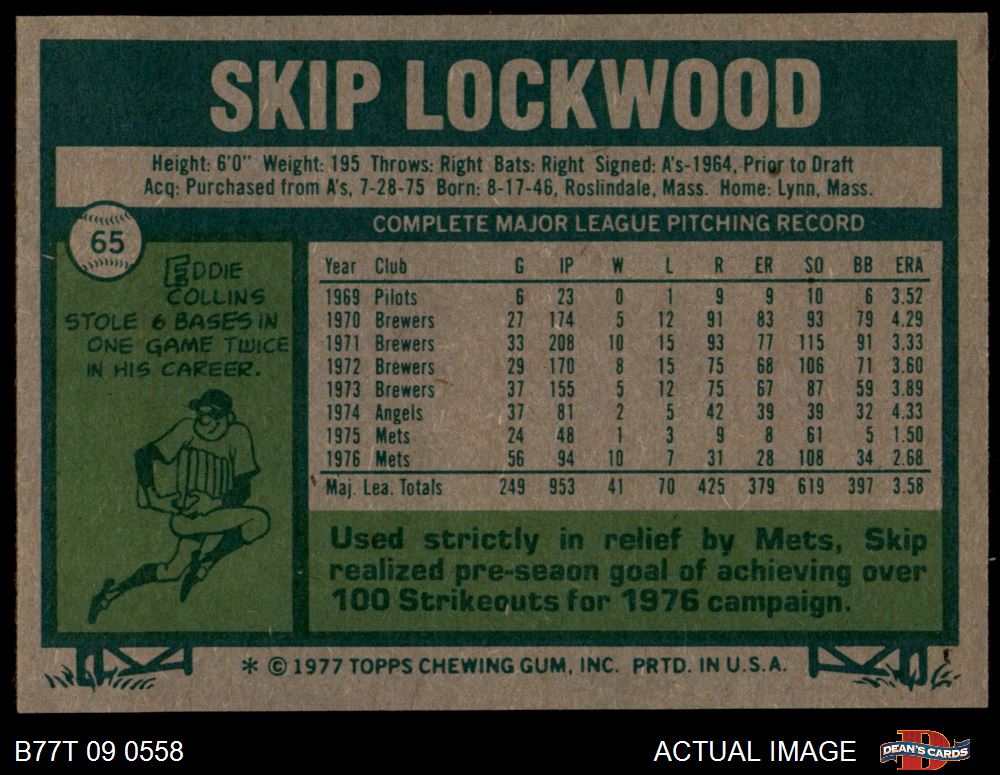 SKIP LOCKWOOD
Height: 6'0" Weight: 195 Throws: Right Bats: Right Signed: A's-1964, Prior to Draft
Acq: Purchased from A's, 7-28-75 Born: 8-17-46, Roslindale, Mass. Home: Lynn, Mass.
65
EDDIE
COLLINS
STOLE 6 BASES IN
ONE GAME TWICE
IN HIS CAREER.
COMPLETE MAJOR LEAGUE PITCHING RECORD
Year Club G IP W L R ER SO BB ERA
1969 Pilots 6 23 0 1 9 9 10 6 3.52
1970 Brewers 27 174 5 12 91 83 93 79 4.29
1971 Brewers 33 208 10 15 93 77 115 91 3.33
1972 Brewers 29 170 8 15 75 68 106 71 3.60
1973 Brewers 37 155 5 12 75 67 87 59 3.89
1974 Angels 37 81 2 5 42 39 39 32 4.33
1975 Mets 24 48 1 3 9 8 61 5 1.50
1976 Mets 56 94 10 7 31 28 108 34 2.68
Maj. Lea. Totals 249 953 41 70 425 379 619 397 3.58
Used strictly in relief by Mets, Skip
realized pre-seaon goal of achieving over
100 Strikeouts for 1976 campaign.
* © 1977 TOPPS CHEWING GUM, INC. PRTD. IN U.S.A.
B77T 09 0558
ACTUAL IMAGE
DEAN'S CARDS